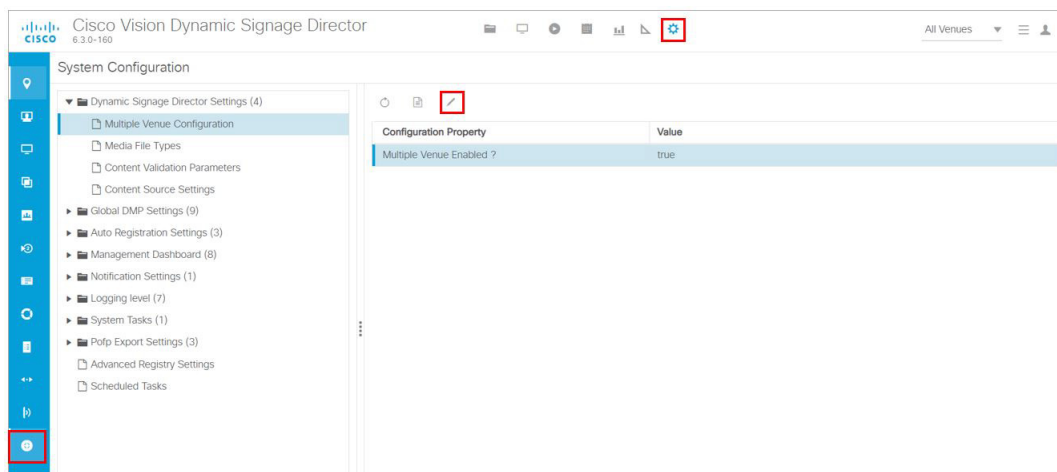 CISCO
Cisco Vision Dynamic Signage Director
6.3.0-160
All Venues
System Configuration
Dynamic Signage Director Settings (4)
Multiple Venue Configuration
Media File Types
Content Validation Parameters
Content Source Settings
Global DMP Settings (9)
Auto Registration Settings (3)
Management Dashboard (8)
Notification Settings (1)
Logging level (7)
System Tasks (1)
Pofp Export Settings (3)
Advanced Registry Settings
Scheduled Tasks
Configuration Property Value
Multiple Venue Enabled ? true